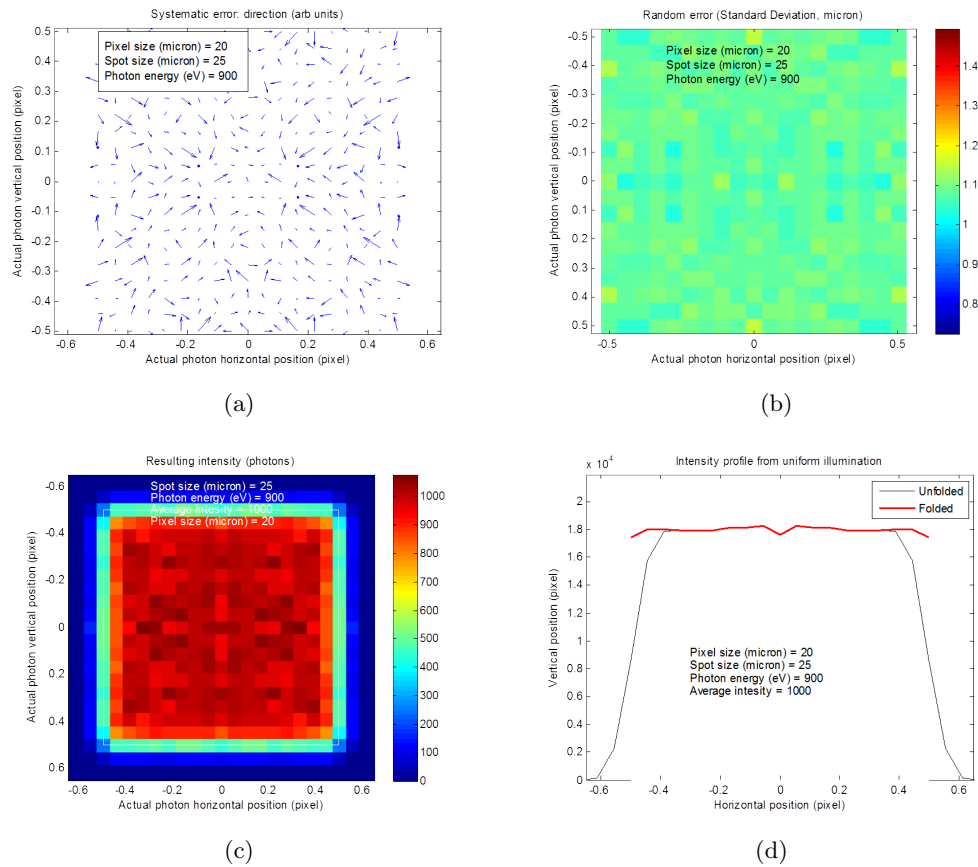 Systematic error: direction (arb units)
0.5
0.4
0.3
0.2
0.1
0
-0.1
-0.2
-0.3
-0.4
-0.5
Actual photon vertical position (pixel)
Pixel size (micron) = 20
Spot size (micron) = 25
Photon energy (eV) = 900
-0.6 -0.4 -0.2 0 0.2 0.4 0.6
Actual photon horizontal position (pixel)
(a)
Random error (Standard Deviation, micron)
-0.5
-0.4
-0.3
-0.2
-0.1
0
0.1
0.2
0.3
0.4
0.5
Actual photon vertical position (pixel)
Pixel size (micron) = 20
Spot size (micron) = 25
Photon energy (eV) = 900
-0.5 0 0.5
Actual photon horizontal position (pixel)
1.4
1.3
1.2
1.1
1
0.9
0.8
(b)
Resulting intensity (photons)
-0.6
-0.4
-0.2
0
0.2
0.4
0.6
Actual photon vertical position (pixel)
Spot size (micron) = 25
Photon energy (eV) = 900
Average intesity = 1000
Pixel size (micron) = 20
-0.6 -0.4 -0.2 0 0.2 0.4 0.6
Actual photon horizontal position (pixel)
1000
900
800
700
600
500
400
300
200
100
0
(c)
Intensity profile from uniform illumination
x 10^4
2
1.8
1.6
1.4
1.2
1
0.8
0.6
0.4
0.2
0
Vertical position (pixel)
Unfolded
Folded
Pixel size (micron) = 20
Spot size (micron) = 25
Photon energy (eV) = 900
Average intesity = 1000
-0.6 -0.4 -0.2 0 0.2 0.4 0.6
Horizontal position (pixel)
(d)